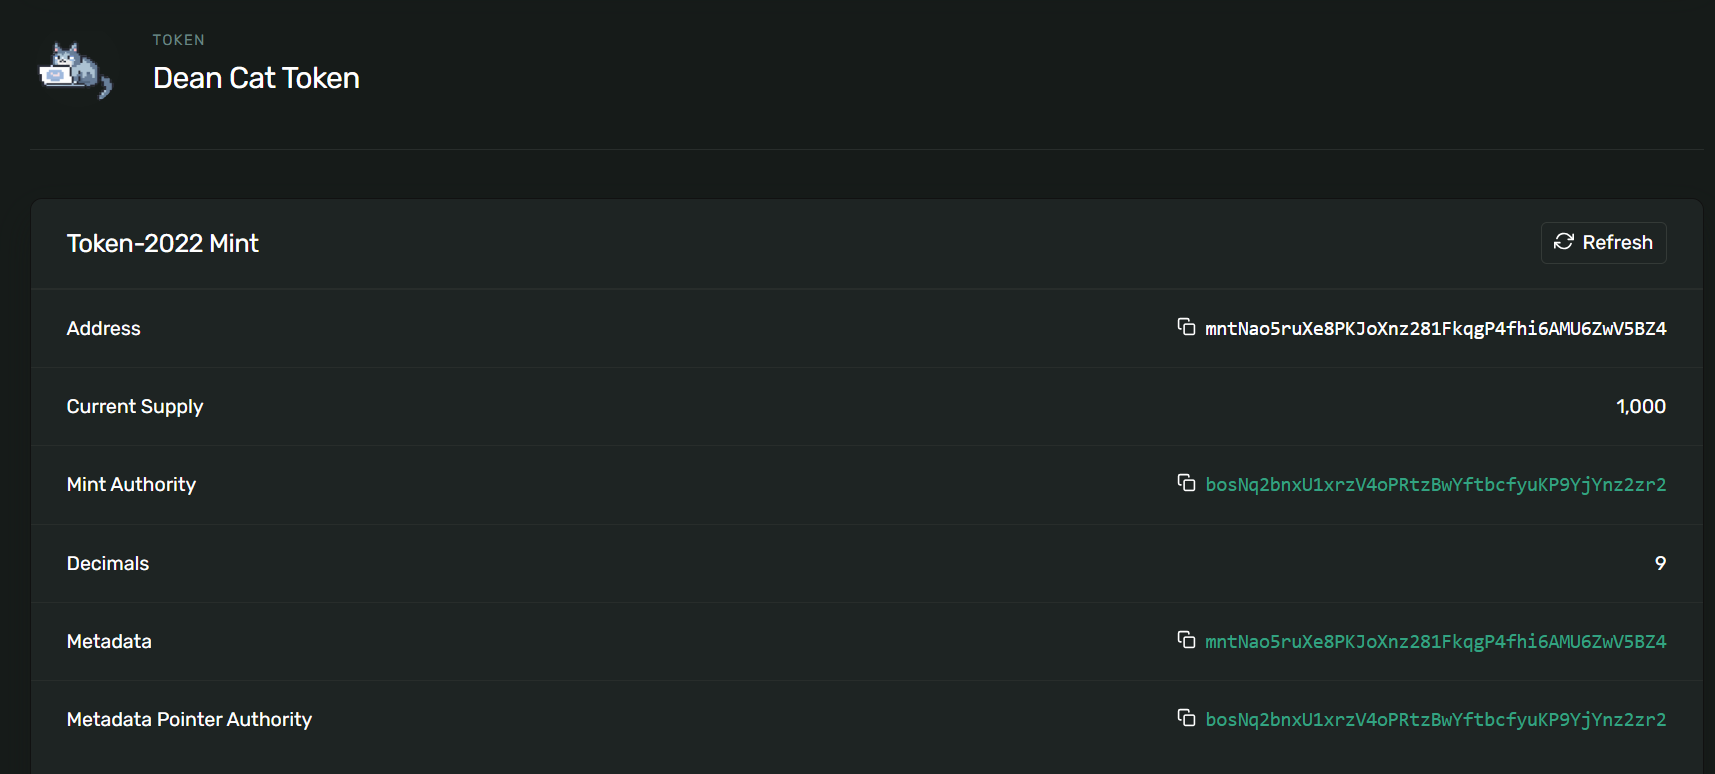 TOKEN
Dean Cat Token
Token-2022 Mint
Refresh
Address
mntNao5ruXe8PKJoXnz281FkqgP4fhi6AMU6ZwV5BZ4
Current Supply
1,000
Mint Authority
bosNq2bnxU1xrzV4oPRtzBwYftbcfyuKP9YjYnz2zr2
Decimals
9
Metadata
mntNao5ruXe8PKJoXnz281FkqgP4fhi6AMU6ZwV5BZ4
Metadata Pointer Authority
bosNq2bnxU1xrzV4oPRtzBwYftbcfyuKP9YjYnz2zr2